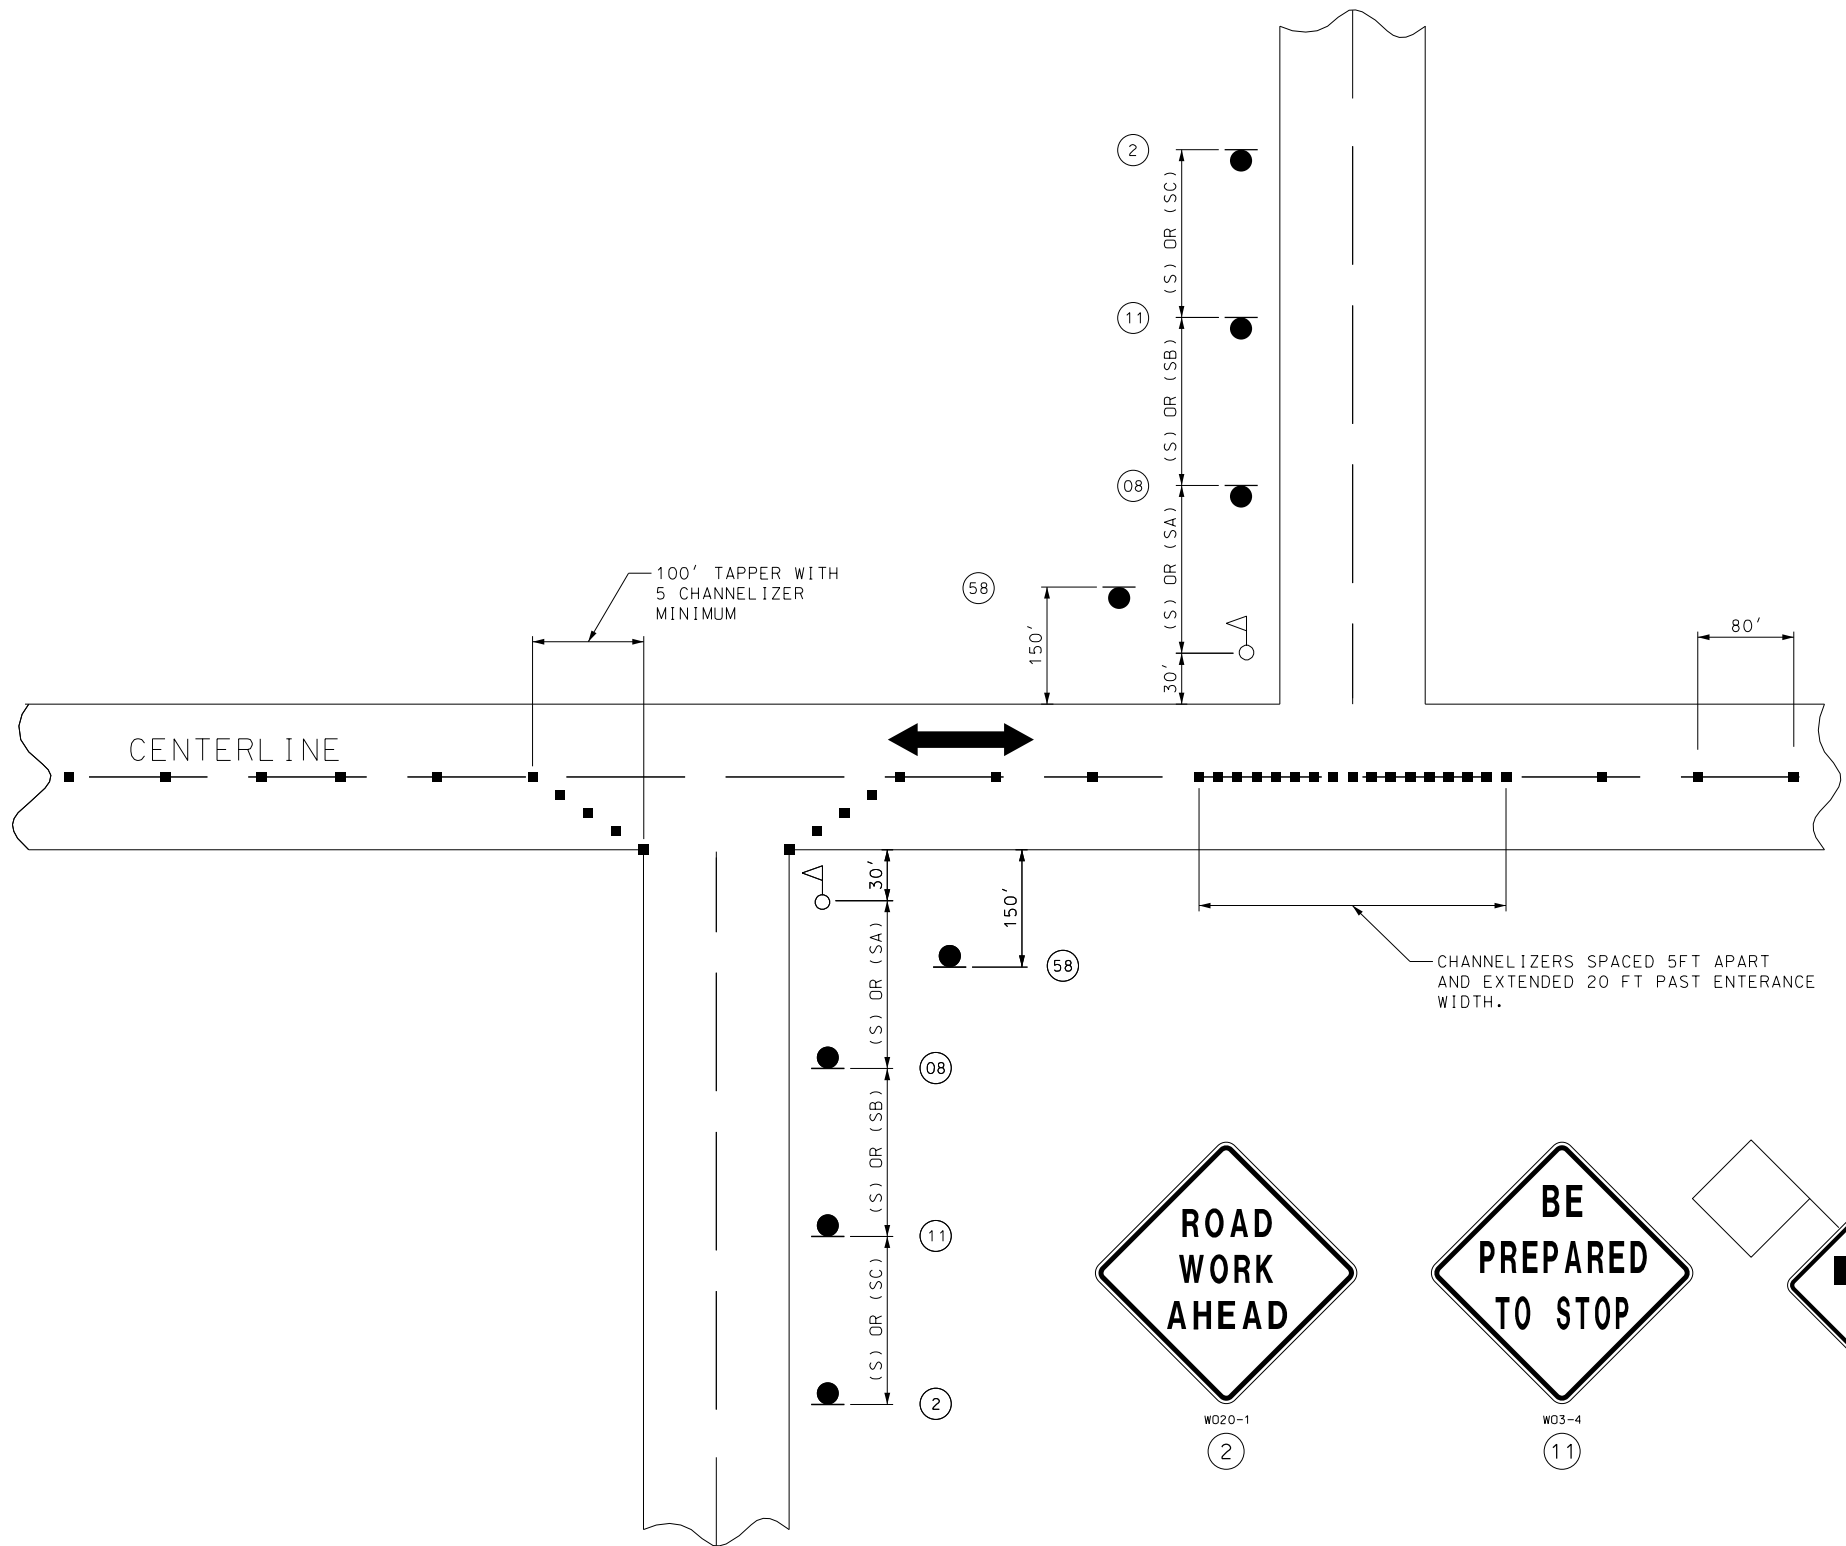 2
(S) OR (SC)
11
(S) OR (SB)
08
(S) OR (SA)
100' TAPPER WITH
5 CHANNELIZER
MINIMUM
58
150'
30'
80'
CENTERLINE
30'
150'
(S) OR (SA)
58
CHANNELIZERS SPACED 5FT APART
AND EXTENDED 20 FT PAST ENTERANCE
WIDTH.
08
(S) OR (SB)
11
(S) OR (SC)
2
ROAD
WORK
AHEAD
WO20-1
2
BE
PREPARED
TO STOP
WO3-4
11